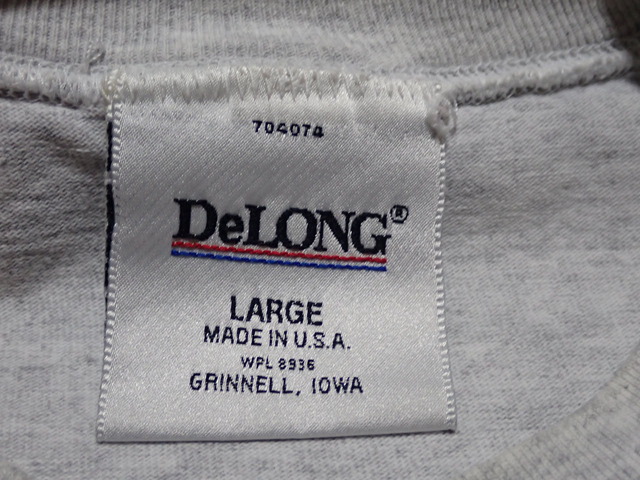 704074
DeLONG®
LARGE
MADE IN U.S.A.
WPL 8936
GRINNELL, IOWA